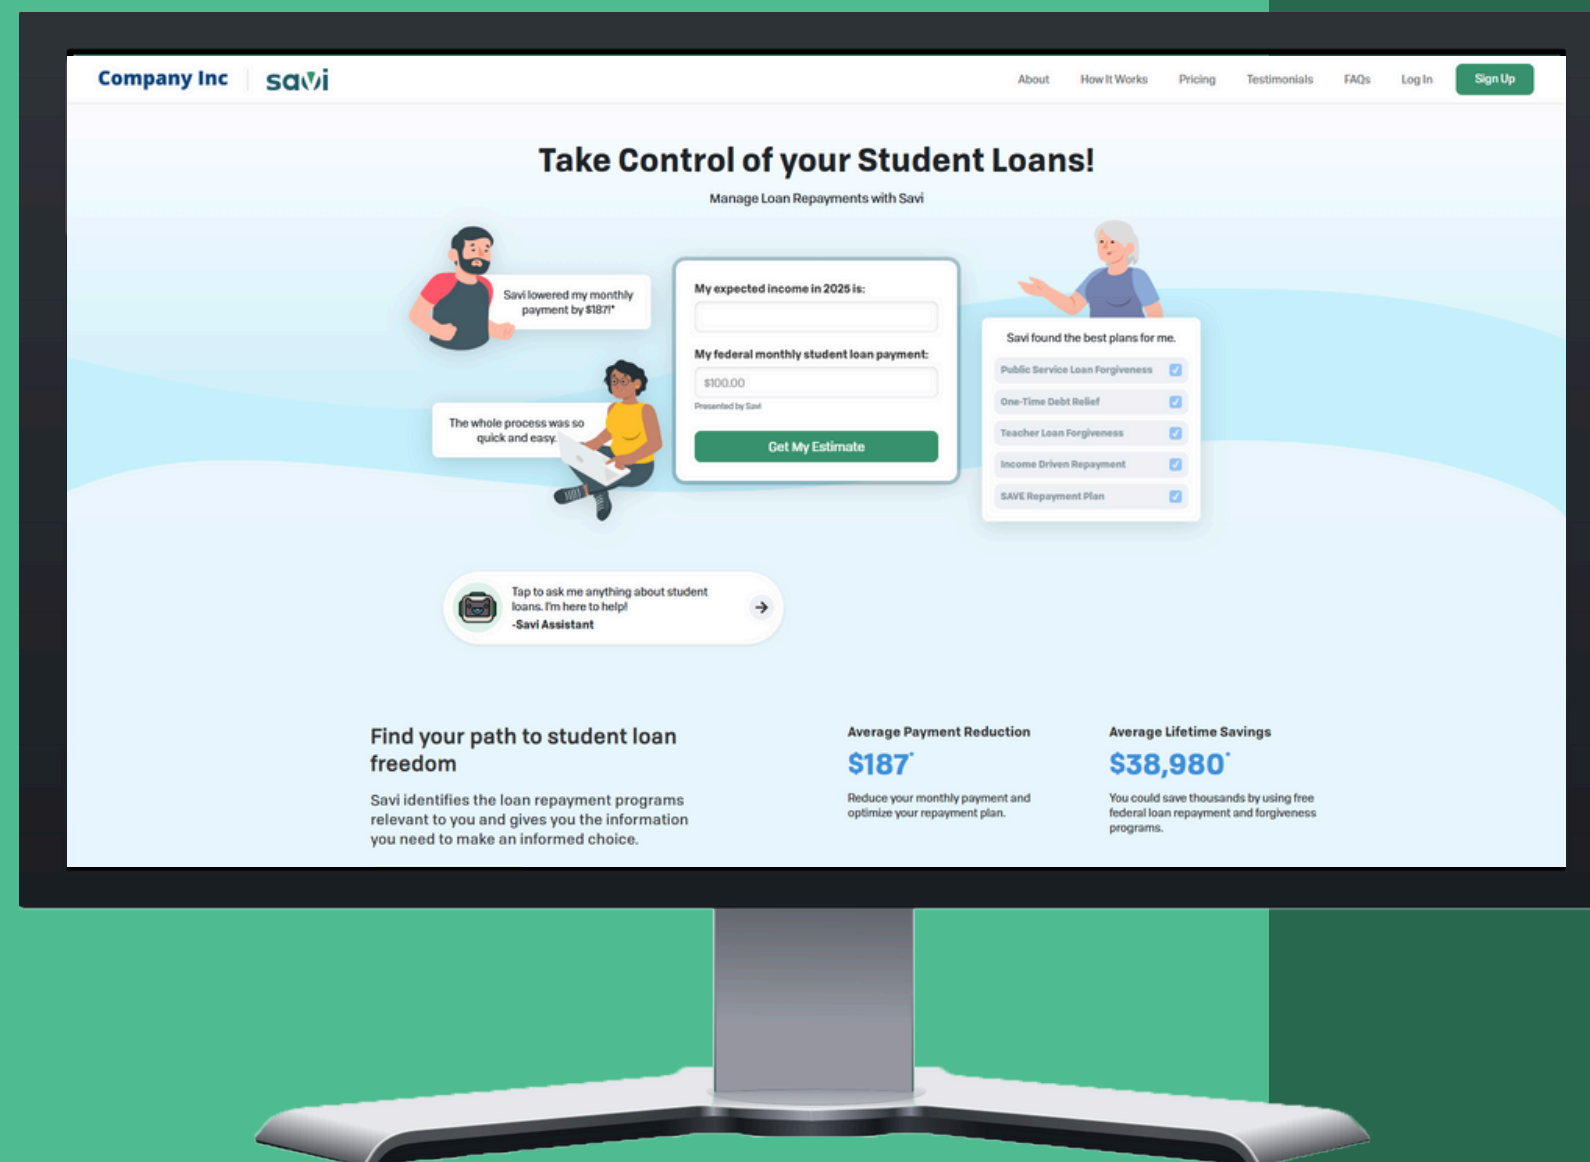 Company Inc
savi
About
How It Works
Pricing
Testimonials
FAQs
Log In
Sign Up
Take Control of your Student Loans!
Manage Loan Repayments with Savi
Savi lowered my monthly
payment by $187!*
The whole process was so
quick and easy.
My expected income in 2025 is:
My federal monthly student loan payment:
$100.00
Presented by Savi
Get My Estimate
Savi found the best plans for me.
Public Service Loan Forgiveness
One-Time Debt Relief
Teacher Loan Forgiveness
Income Driven Repayment
SAVE Repayment Plan
Tap to ask me anything about student
loans. I'm here to help!
-Savi Assistant
Find your path to student loan
freedom
Savi identifies the loan repayment programs
relevant to you and gives you the information
you need to make an informed choice.
Average Payment Reduction
$187*
Reduce your monthly payment and
optimize your repayment plan.
Average Lifetime Savings
$38,980*
You could save thousands by using free
federal loan repayment and forgiveness
programs.